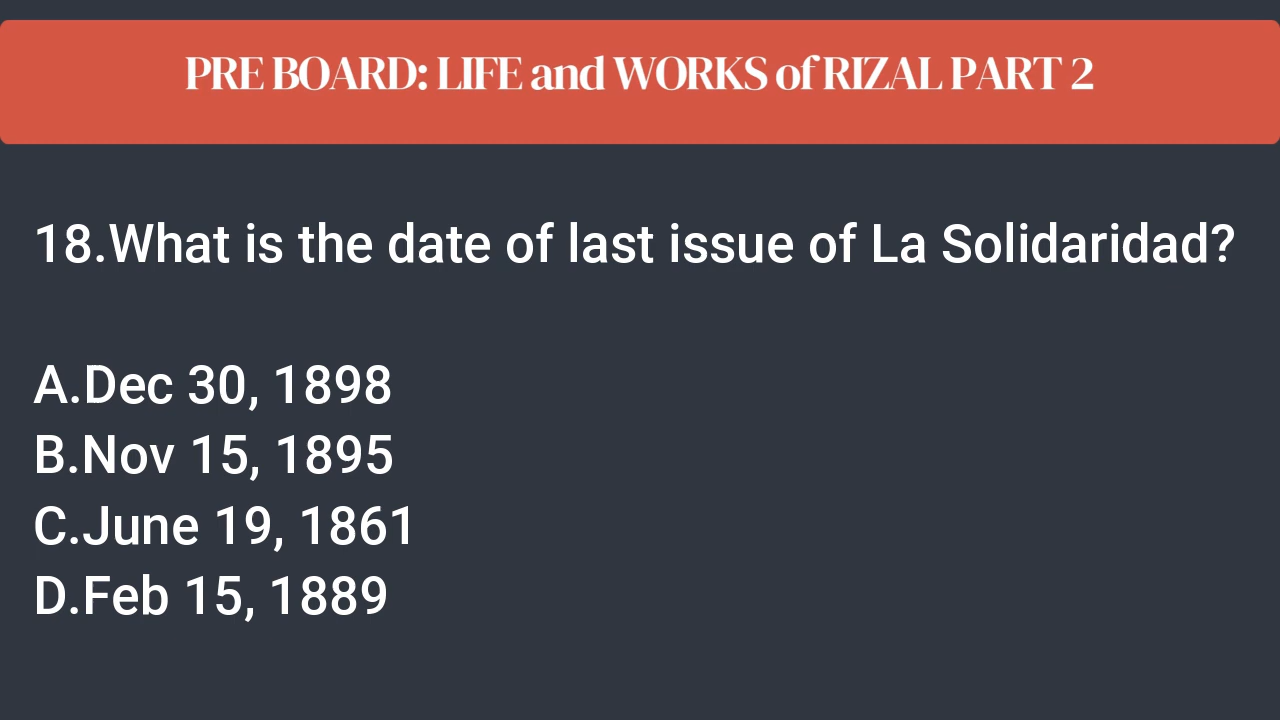 PRE BOARD: LIFE and WORKS of RIZAL PART 2
18.What is the date of last issue of La Solidaridad?
A.Dec 30, 1898
B.Nov 15, 1895
C.June 19, 1861
D.Feb 15, 1889